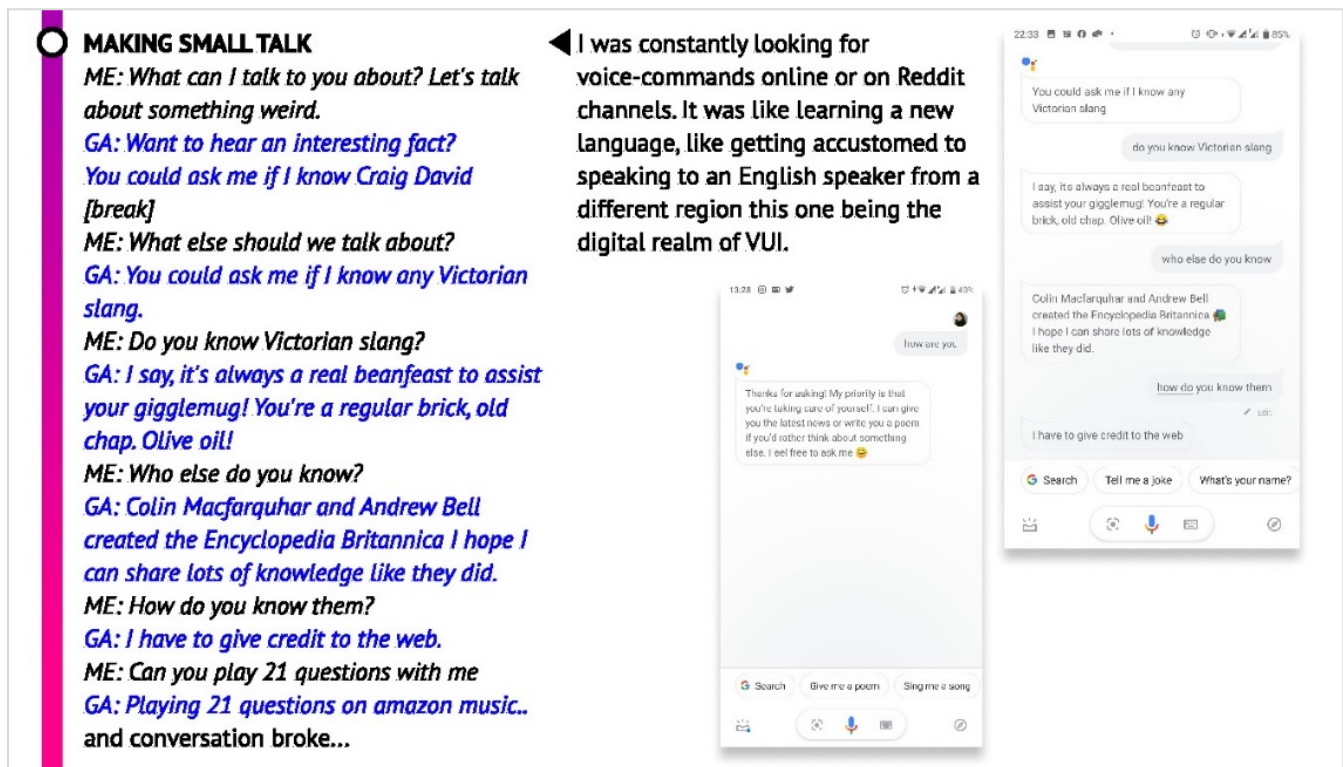 MAKING SMALL TALK
ME: What can I talk to you about? Let's talk
about something weird.
GA: Want to hear an interesting fact?
You could ask me if I know Craig David
[break]
ME: What else should we talk about?
GA: You could ask me if I know any Victorian
slang.
ME: Do you know Victorian slang?
GA: I say, it's always a real beanfeast to assist
your gigglemug! You're a regular brick, old
chap. Olive oil!
ME: Who else do you know?
GA: Colin Macfarquhar and Andrew Bell
created the Encyclopedia Britannica I hope I
can share lots of knowledge like they did.
ME: How do you know them?
GA: I have to give credit to the web.
ME: Can you play 21 questions with me
GA: Playing 21 questions on amazon music..
and conversation broke...
I was constantly looking for
voice-commands online or on Reddit
channels. It was like learning a new
language, like getting accustomed to
speaking to an English speaker from a
different region this one being the
digital realm of VUI.
13:28 43%
how are you
Thanks for asking! My priority is that
you're taking care of yourself. I can give
you the latest news or write you a poem
if you'd rather think about something
else. Feel free to ask me 😊
G Search Give me a poem Sing me a song
22:33 85%
You could ask me if I know any
Victorian slang
do you know Victorian slang
I say, its always a real beanfeast to
assist your gigglemug! You're a regular
brick, old chap. Olive oil! 😂
who else do you know
Colin Macfarquhar and Andrew Bell
created the Encyclopedia Britannica 📚
I hope I can share lots of knowledge
like they did.
how do you know them
Edit
I have to give credit to the web
G Search Tell me a joke What's your name?